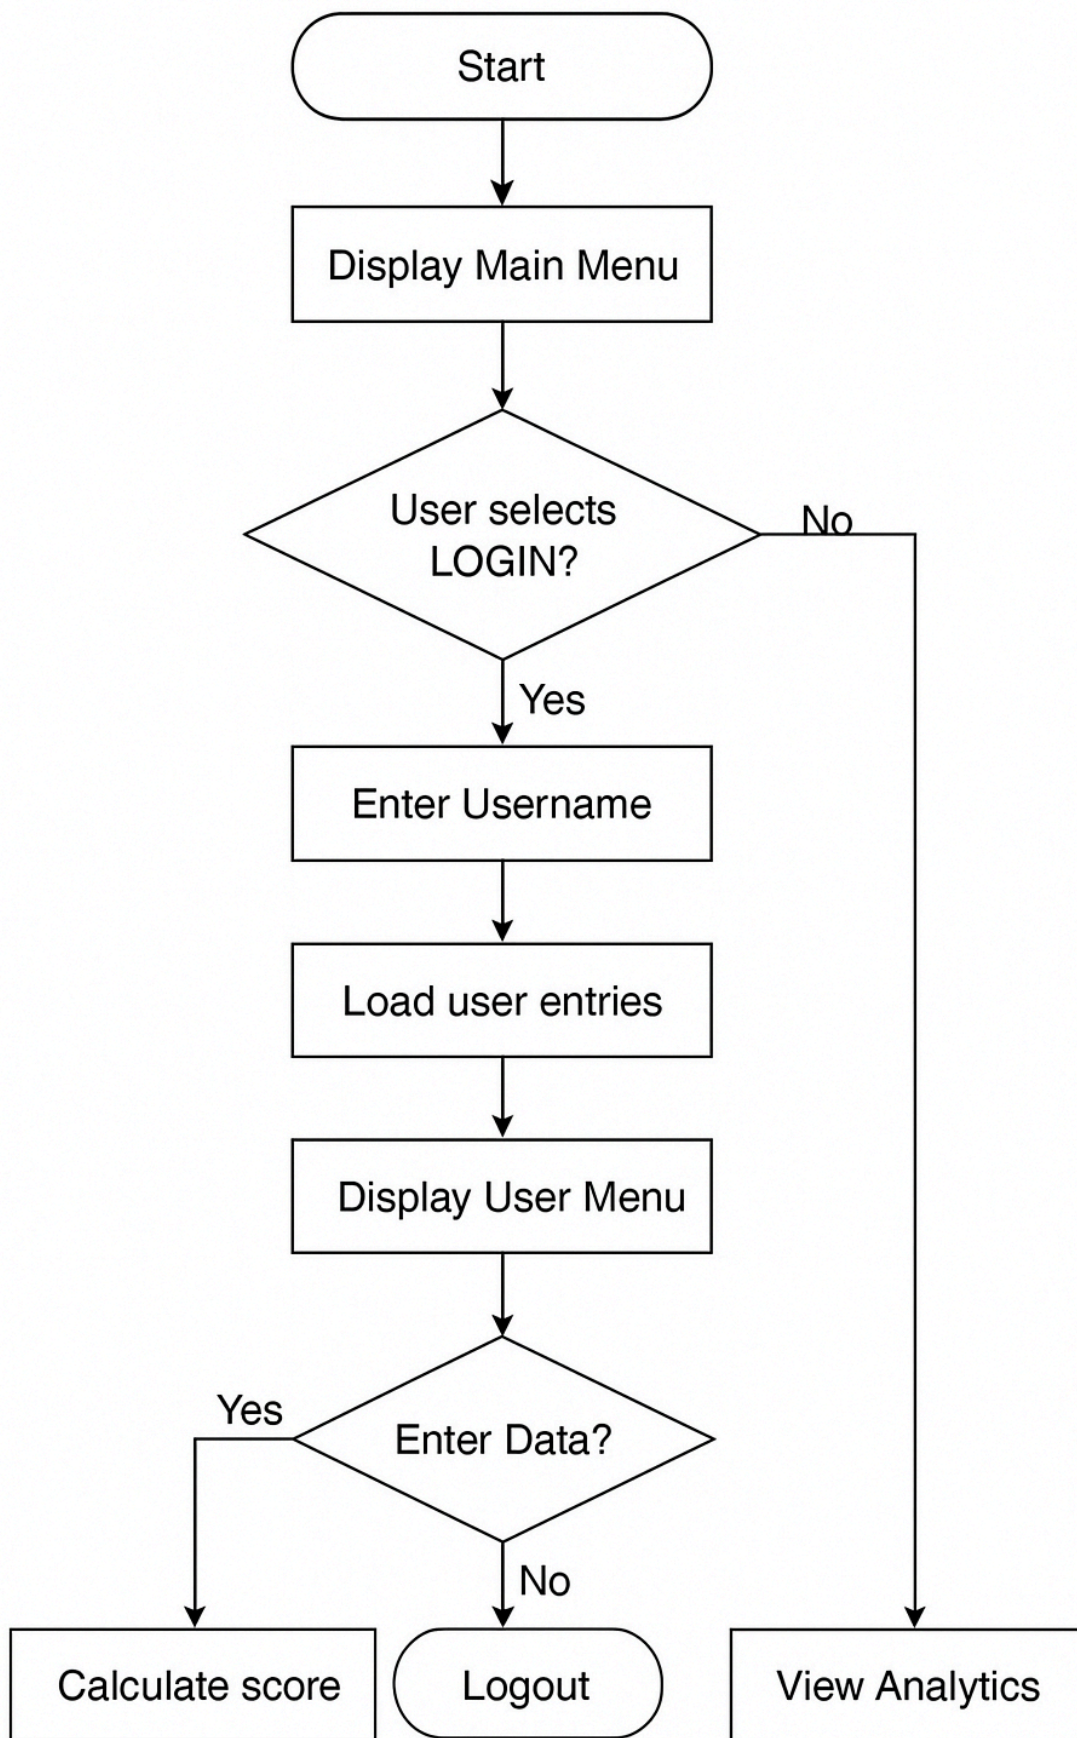 Start
Display Main Menu
User selects
LOGIN?
No
Yes
Enter Username
Load user entries
Display User Menu
Yes
Enter Data?
No
Calculate score
Logout
View Analytics